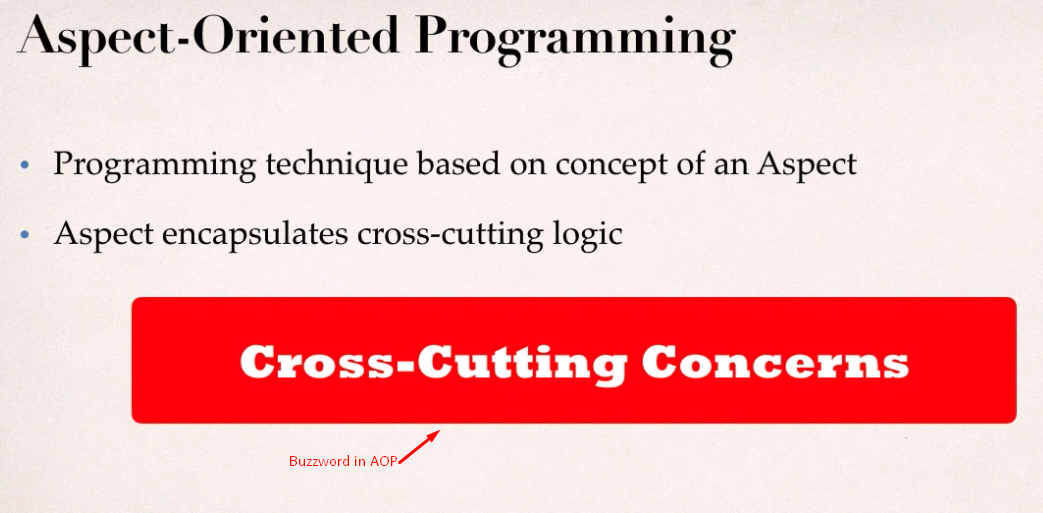 Aspect-Oriented Programming
• Programming technique based on concept of an Aspect
• Aspect encapsulates cross-cutting logic
Cross-Cutting Concerns
Buzzword in AOP